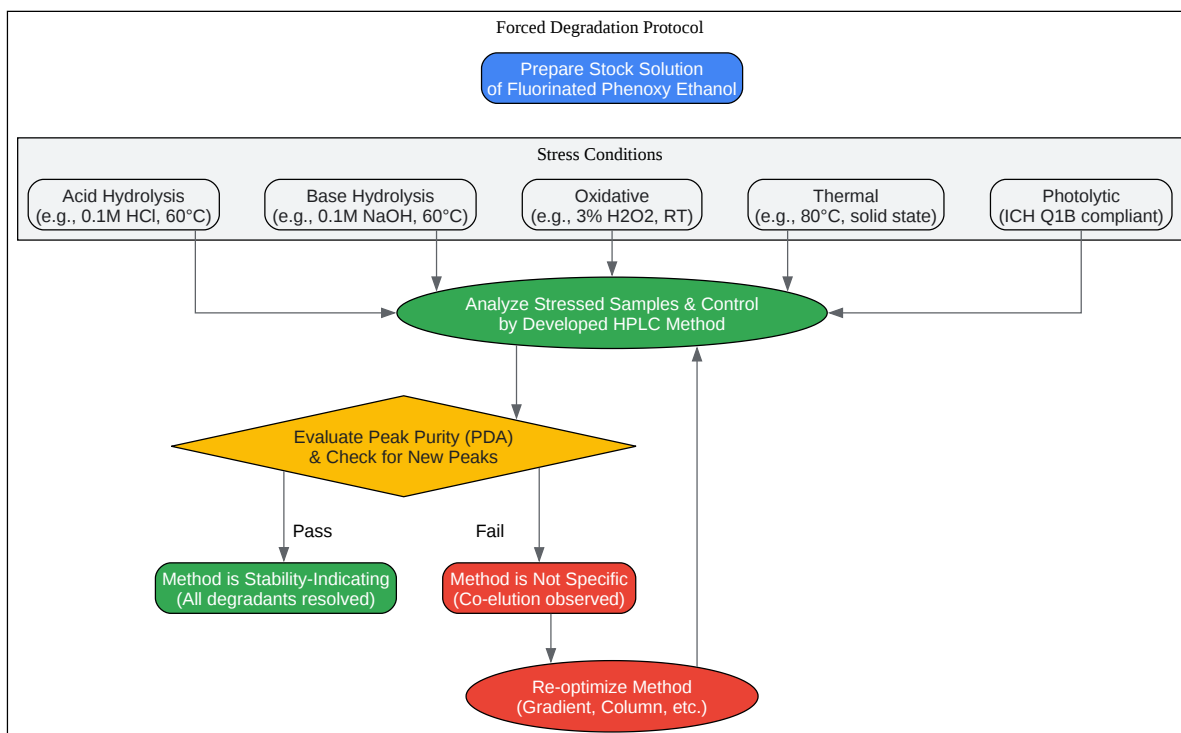 Forced Degradation Protocol
Prepare Stock Solution
of Fluorinated Phenoxy Ethanol
Stress Conditions
Acid Hydrolysis
(e.g., 0.1M HCl, 60°C)
Base Hydrolysis
(e.g., 0.1M NaOH, 60°C)
Oxidative
(e.g., 3% H2O2, RT)
Thermal
(e.g., 80°C, solid state)
Photolytic
(ICH Q1B compliant)
Analyze Stressed Samples & Control
by Developed HPLC Method
Evaluate Peak Purity (PDA)
& Check for New Peaks
Pass
Fail
Method is Stability-Indicating
(All degradants resolved)
Method is Not Specific
(Co-elution observed)
Re-optimize Method
(Gradient, Column, etc.)